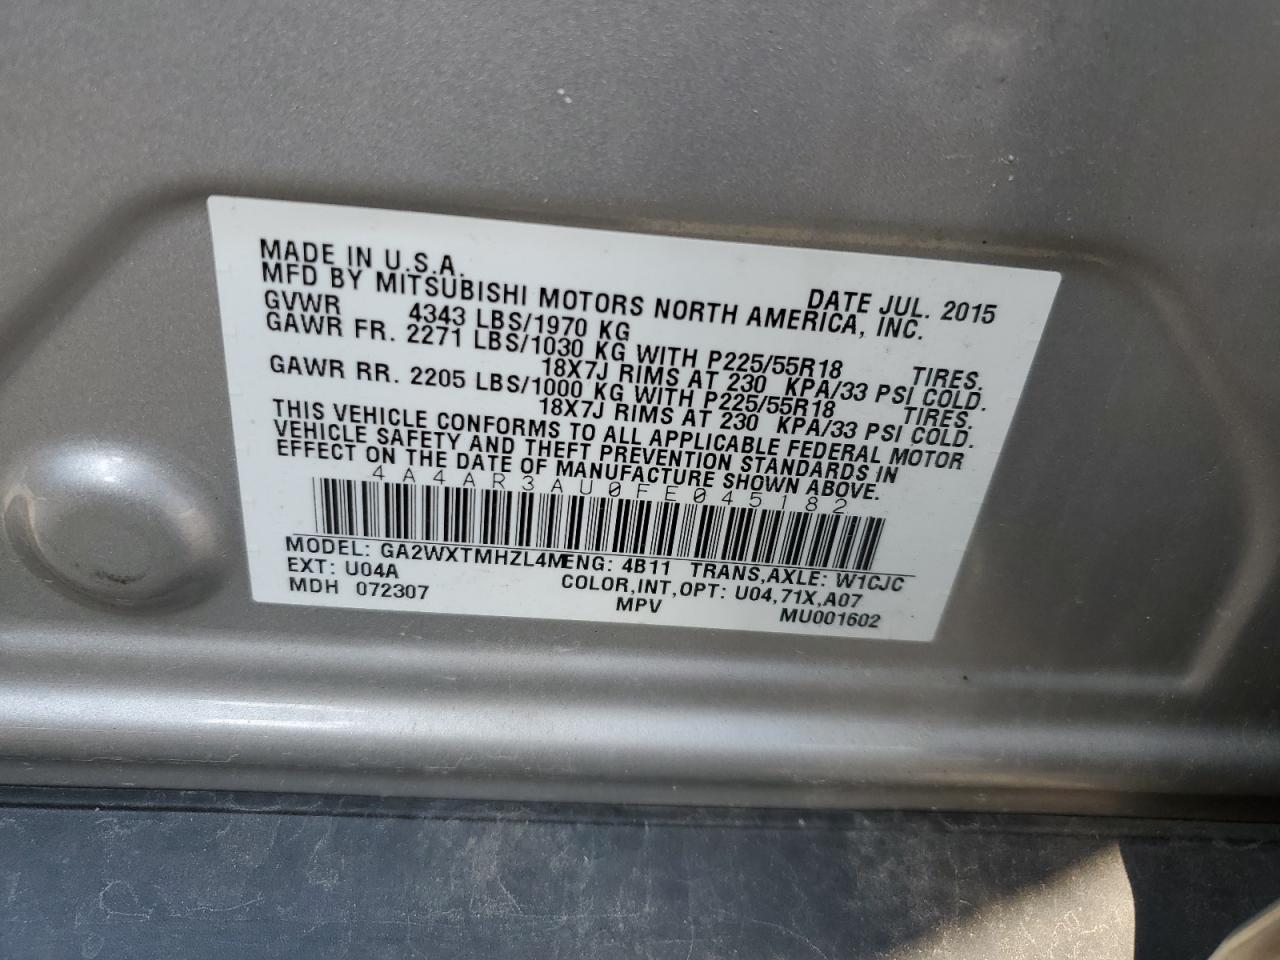 MADE IN U.S.A. DATE JUL. 2015
MFD BY MITSUBISHI MOTORS NORTH AMERICA, INC.
GVWR 4343 LBS/1970 KG
GAWR FR. 2271 LBS/1030 KG WITH P225/55R18 TIRES.
18X7J RIMS AT 230 KPA/33 PSI COLD.
GAWR RR. 2205 LBS/1000 KG WITH P225/55R18 TIRES.
18X7J RIMS AT 230 KPA/33 PSI COLD.
THIS VEHICLE CONFORMS TO ALL APPLICABLE FEDERAL MOTOR
VEHICLE SAFETY AND THEFT PREVENTION STANDARDS IN
EFFECT ON THE DATE OF MANUFACTURE SHOWN ABOVE.
4A4AR3AU0FE045182
MODEL: GA2WXTMHZL4M ENG: 4B11 TRANS,AXLE: W1CJC
EXT: U04A COLOR,INT,OPT: U04,71X,A07
MDH 072307 MPV MU001602